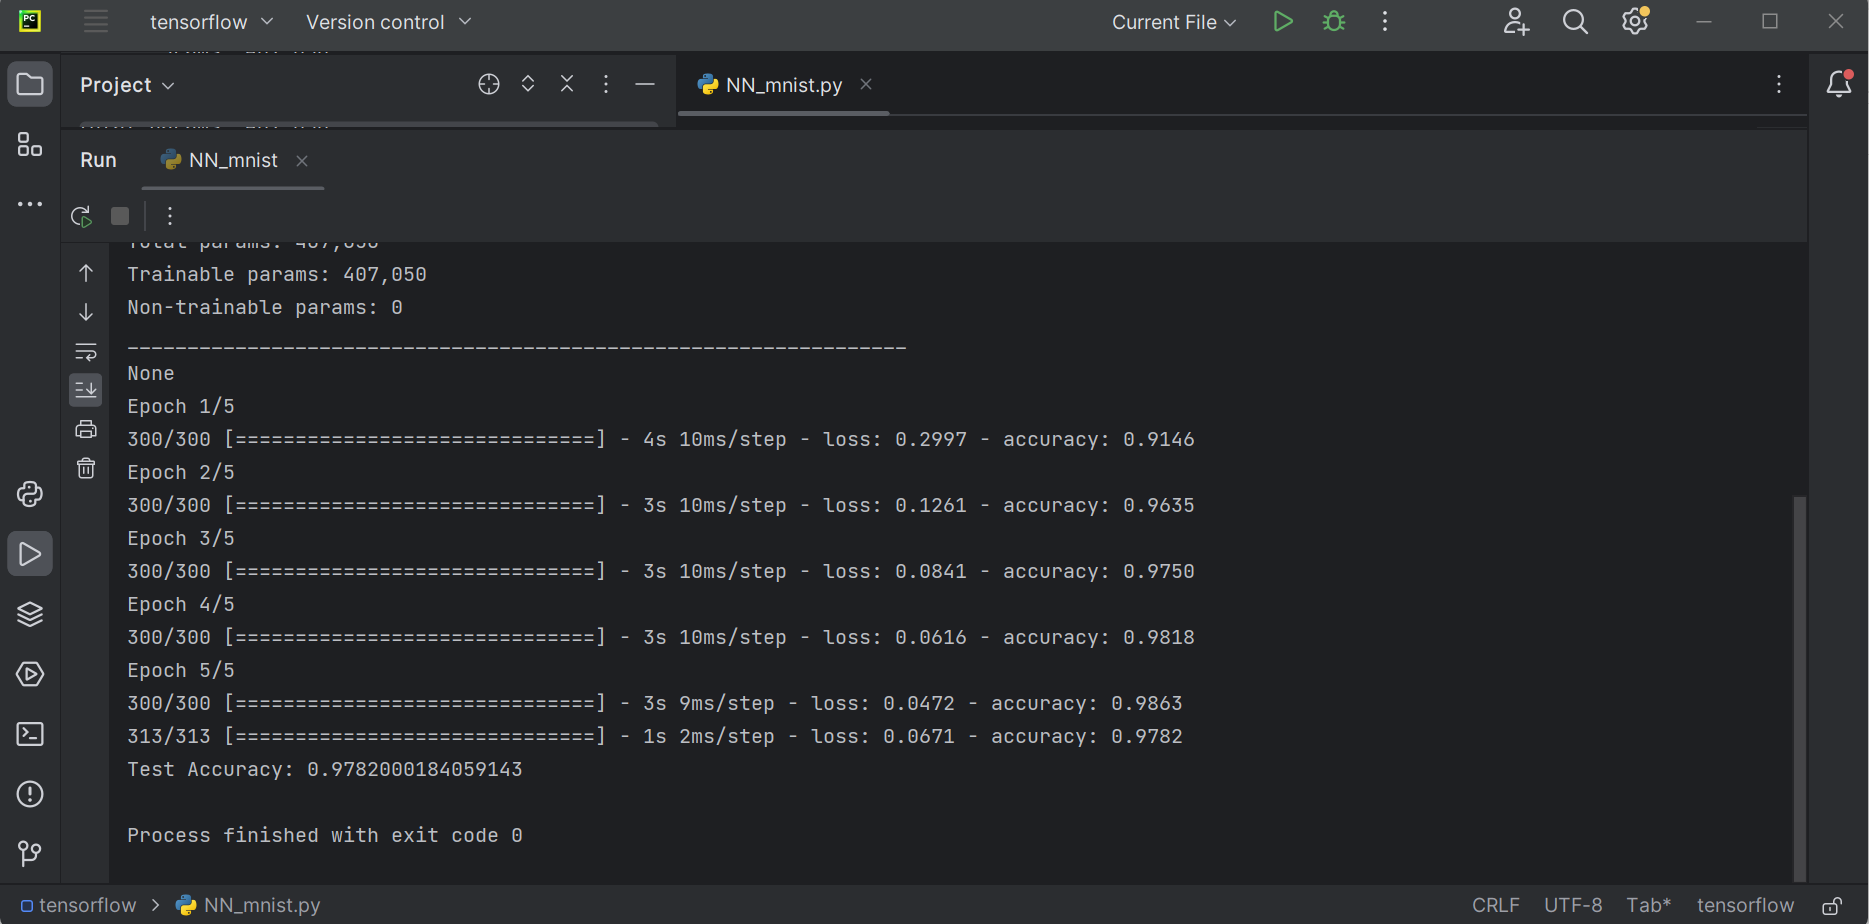 PC tensorflow Version control Current File
Project NN_mnist.py
Run NN_mnist
Total params: 407,050
Trainable params: 407,050
Non-trainable params: 0
_________________________________________________________________
None
Epoch 1/5
300/300 [==============================] - 4s 10ms/step - loss: 0.2997 - accuracy: 0.9146
Epoch 2/5
300/300 [==============================] - 3s 10ms/step - loss: 0.1261 - accuracy: 0.9635
Epoch 3/5
300/300 [==============================] - 3s 10ms/step - loss: 0.0841 - accuracy: 0.9750
Epoch 4/5
300/300 [==============================] - 3s 10ms/step - loss: 0.0616 - accuracy: 0.9818
Epoch 5/5
300/300 [==============================] - 3s 9ms/step - loss: 0.0472 - accuracy: 0.9863
313/313 [==============================] - 1s 2ms/step - loss: 0.0671 - accuracy: 0.9782
Test Accuracy: 0.9782000184059143
Process finished with exit code 0
tensorflow > NN_mnist.py CRLF UTF-8 Tab* tensorflow